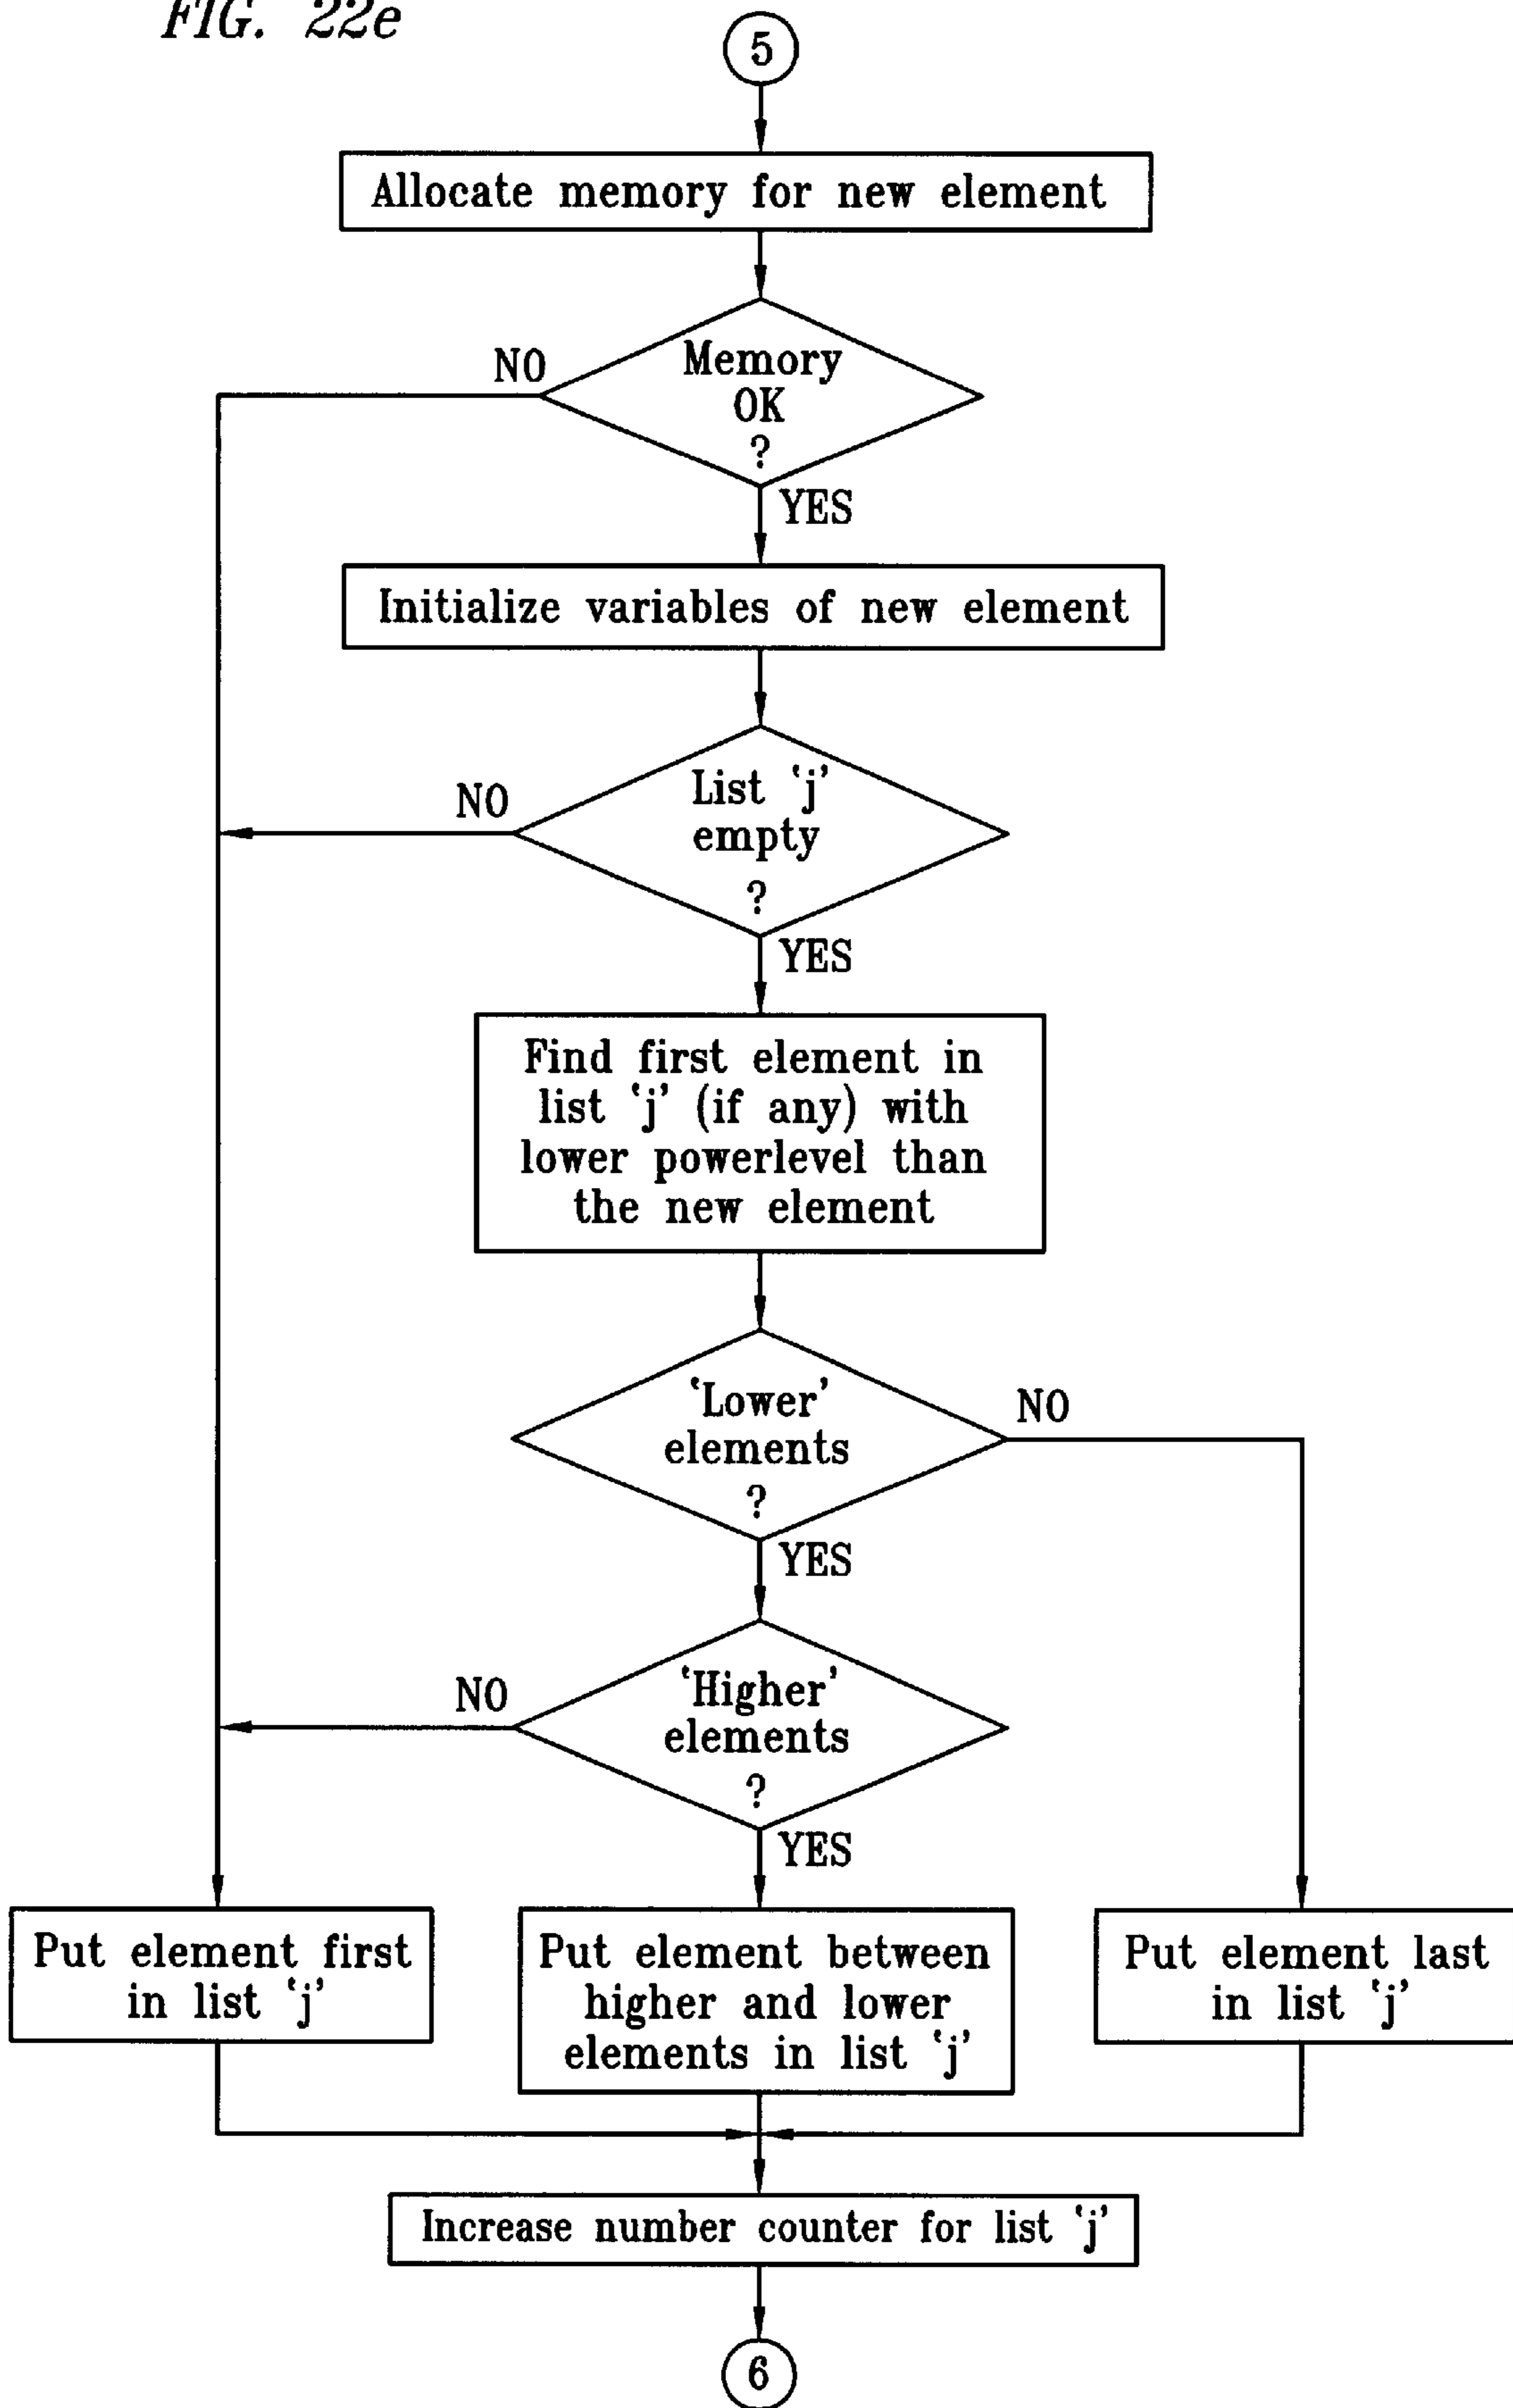 FIG. 22e
5
Allocate memory for new element
Memory
OK
?
NO
YES
Initialize variables of new element
List ‘j’
empty
?
NO
YES
Find first element in
list ‘j’ (if any) with
lower powerlevel than
the new element
‘Lower’
elements
?
NO
YES
‘Higher’
elements
?
NO
YES
Put element first
in list ‘j’
Put element between
higher and lower
elements in list ‘j’
Put element last
in list ‘j’
Increase number counter for list ‘j’
6